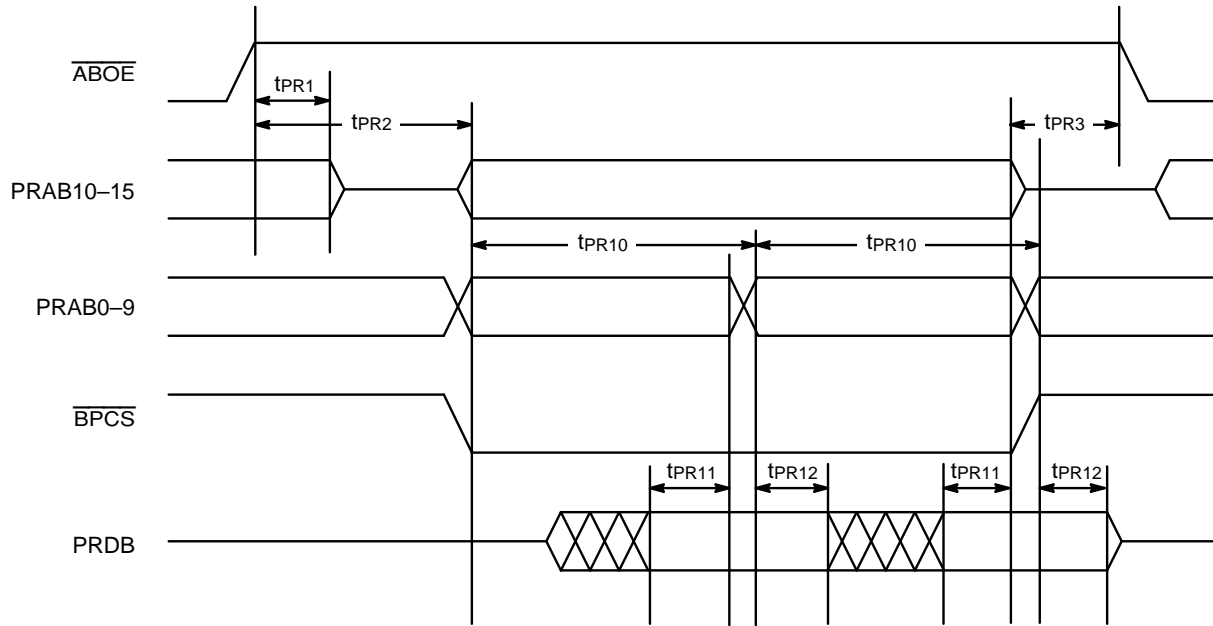 ABOE
tPR1
tPR2
tPR3
PRAB10–15
tPR10
tPR10
PRAB0–9
BPCS
tPR11
tPR12
tPR11
tPR12
PRDB